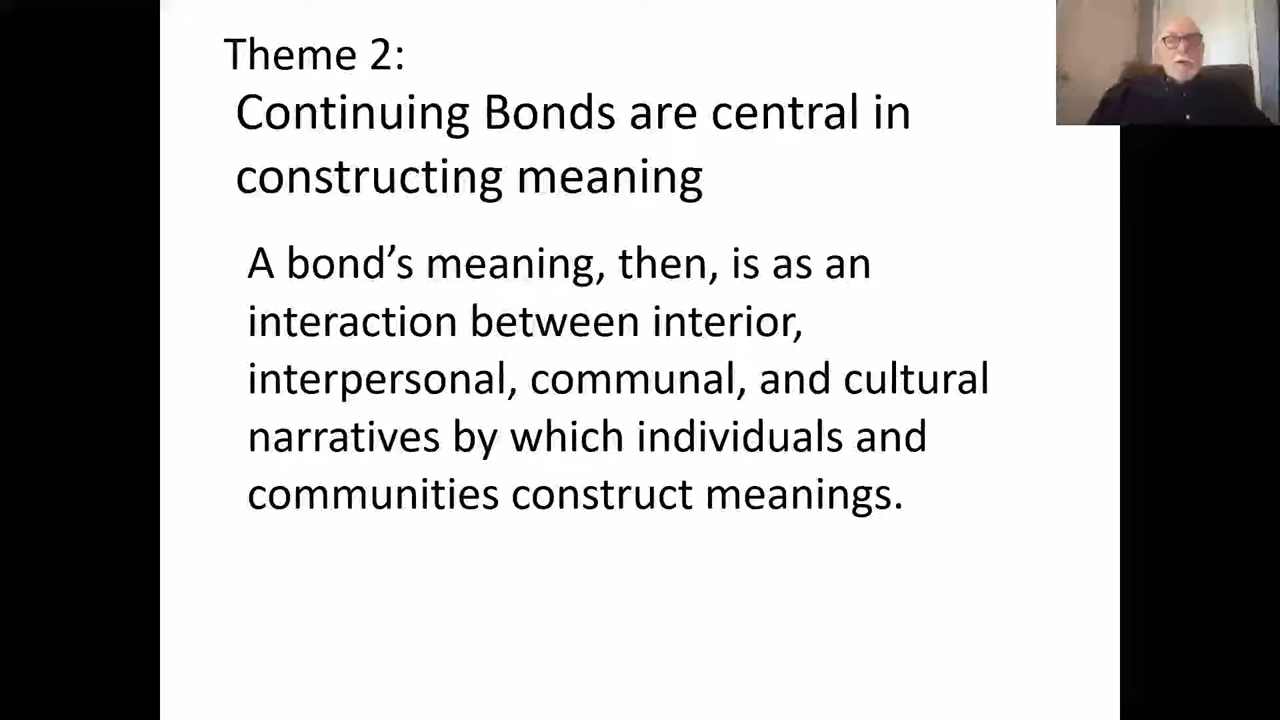 Theme 2:
Continuing Bonds are central in
constructing meaning
A bond’s meaning, then, is as an
interaction between interior,
interpersonal, communal, and cultural
narratives by which individuals and
communities construct meanings.